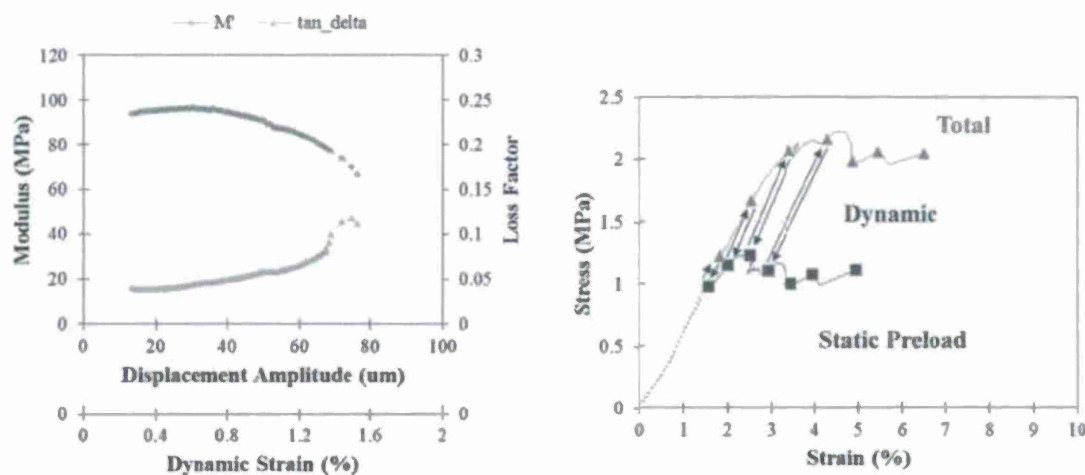 M' tan_delta
120 0.3
100 0.25
80 0.2
60 0.15
40 0.1
20 0.05
0 0
Modulus (MPa)
Loss Factor
0 20 40 60 80 100
Displacement Amplitude (um)
0 0
0 0.4 0.8 1.2 1.6 2
Dynamic Strain (%)
2.5
2
1.5
1
0.5
0
Stress (MPa)
Total
Dynamic
Static Preload
0 1 2 3 4 5 6 7 8 9 10
Strain (%)